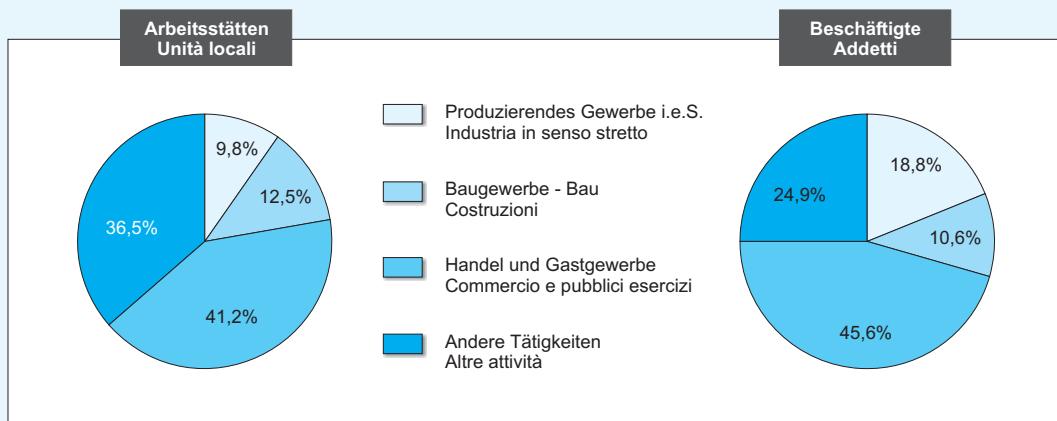 Arbeitsstätten
Unità locali
Beschäftigte
Addetti
9,8%
12,5%
36,5%
41,2%
Produzierendes Gewerbe i.e.S.
Industria in senso stretto
Baugewerbe - Bau
Costruzioni
Handel und Gastgewerbe
Commercio e pubblici esercizi
Andere Tätigkeiten
Altre attività
18,8%
24,9%
10,6%
45,6%